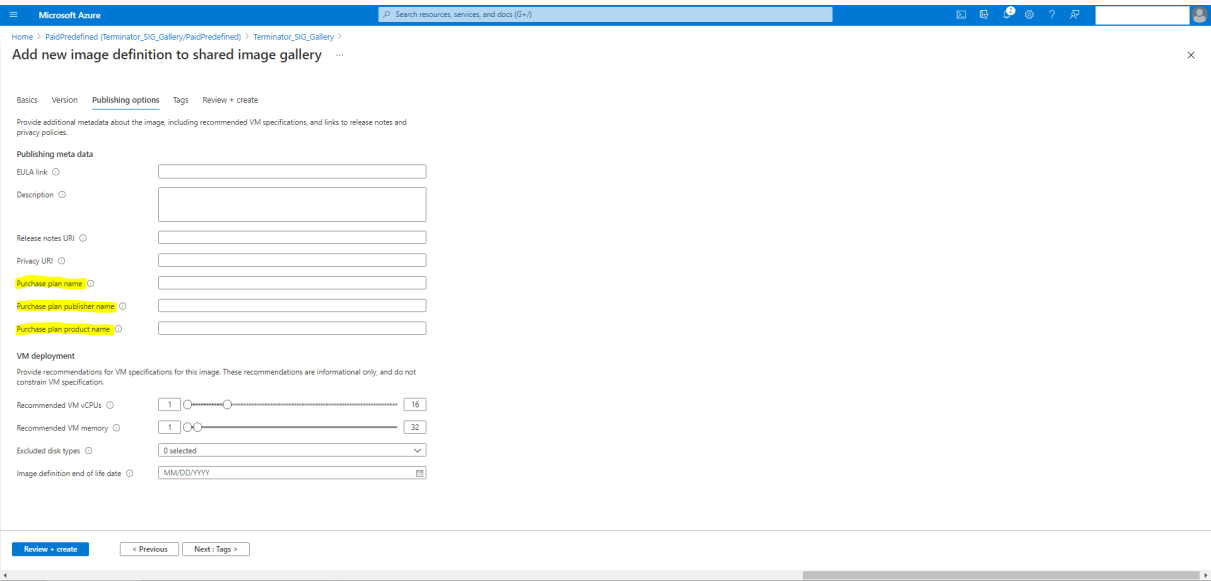 Microsoft Azure
Search resources, services, and docs (G+/)
2
Home > PaidPredefined (Terminator_SIG_Gallery/PaidPredefined) > Terminator_SIG_Gallery >
Add new image definition to shared image gallery ...
Basics Version Publishing options Tags Review + create
Provide additional metadata about the image, including recommended VM specifications, and links to release notes and
privacy policies.
Publishing meta data
EULA link
Description
Release notes URI
Privacy URI
Purchase plan name
Purchase plan publisher name
Purchase plan product name
VM deployment
Provide recommendations for VM specifications for this image. These recommendations are informational only, and do not
constrain VM specification.
Recommended VM vCPUs 1 16
Recommended VM memory 1 32
Excluded disk types 0 selected
Image definition end of life date MM/DD/YYYY
Review + create < Previous Next : Tags >